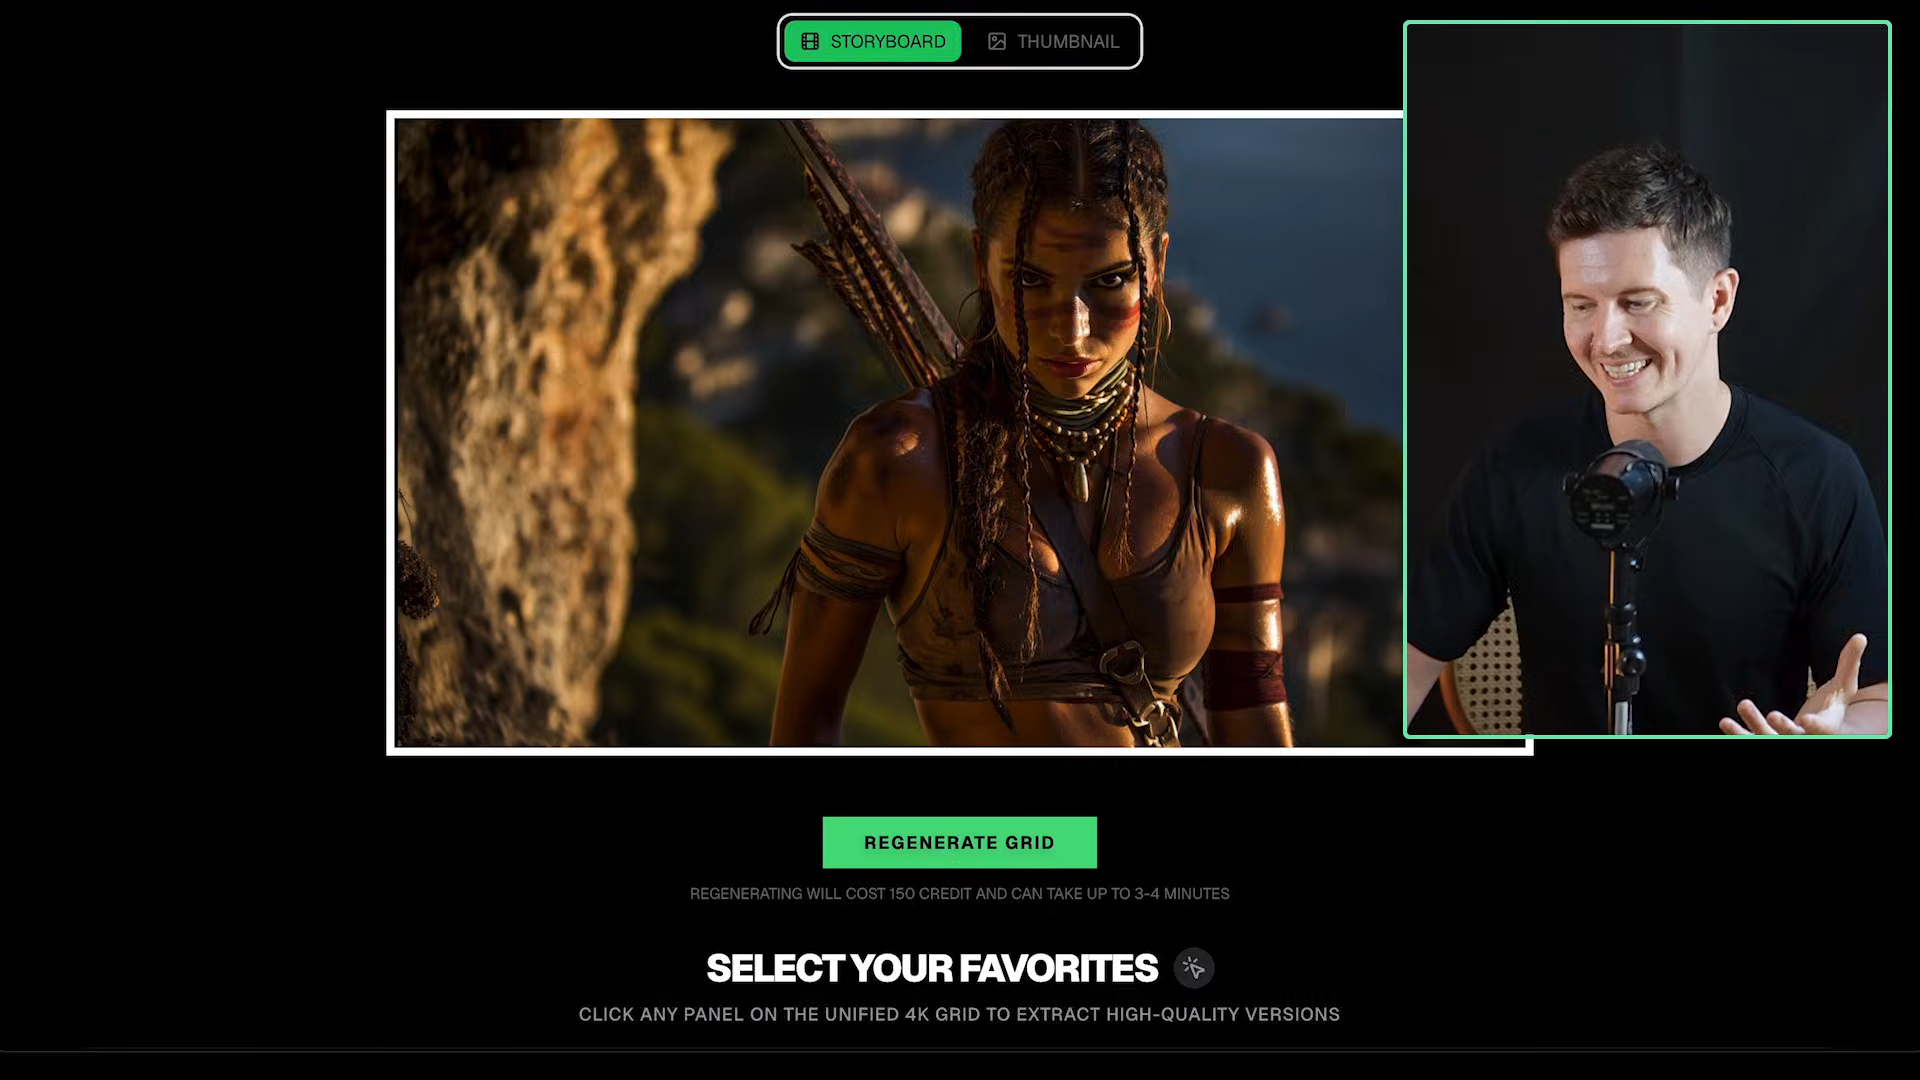 STORYBOARD
THUMBNAIL
REGENERATE GRID
REGENERATING WILL COST 150 CREDIT AND CAN TAKE UP TO 3-4 MINUTES
SELECT YOUR FAVORITES
CLICK ANY PANEL ON THE UNIFIED 4K GRID TO EXTRACT HIGH-QUALITY VERSIONS